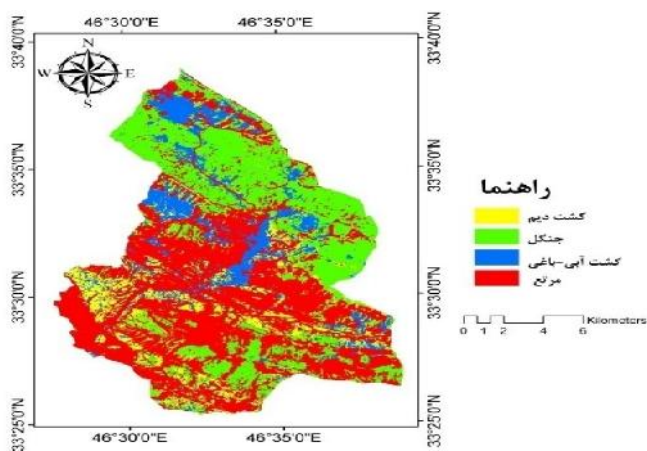 46°30'0"E 46°35'0"E
33°40'0"N 33°40'0"N
N
W E
S
33°35'0"N 33°35'0"N
راهنما
کشت دیم
جنگل
کشت آبی-باغی
مرتع
33°30'0"N 33°30'0"N
Kilometers
0 1 2 4 6
33°25'0"N 33°25'0"N
46°30'0"E 46°35'0"E